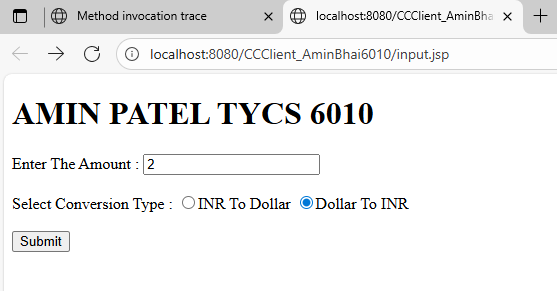 Method invocation trace
localhost:8080/CCClient_AminBha
localhost:8080/CCClient_AminBhai6010/input.jsp
AMIN PATEL TYCS 6010
Enter The Amount : 2
Select Conversion Type : INR To Dollar Dollar To INR
Submit